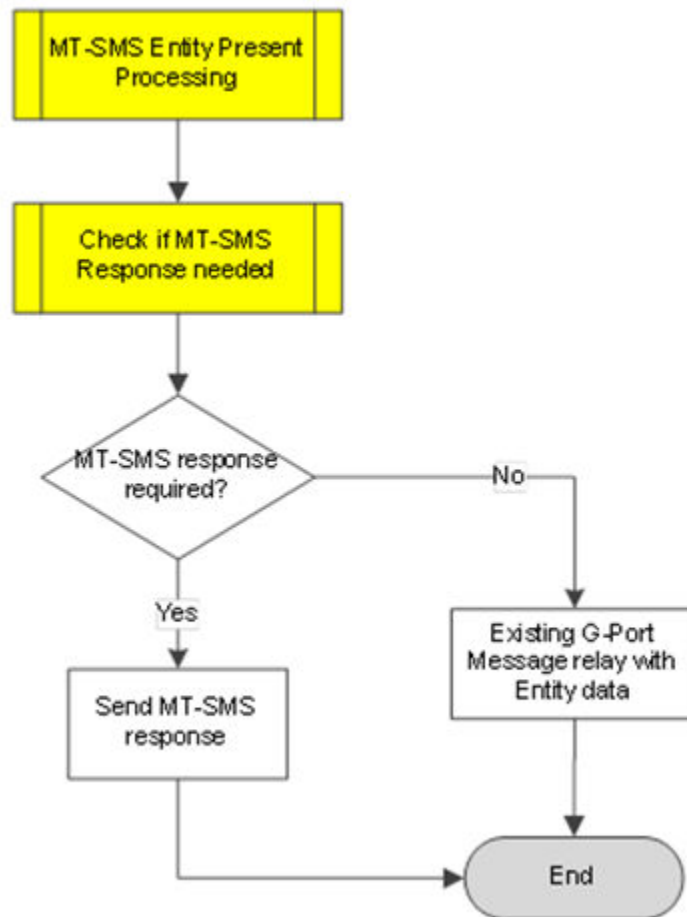 MT-SMS Entity Present
Processing
Check if MT-SMS
Response needed
MT-SMS response
required?
No
Yes
Existing G-Port
Message relay with
Entity data
Send MT-SMS
response
End